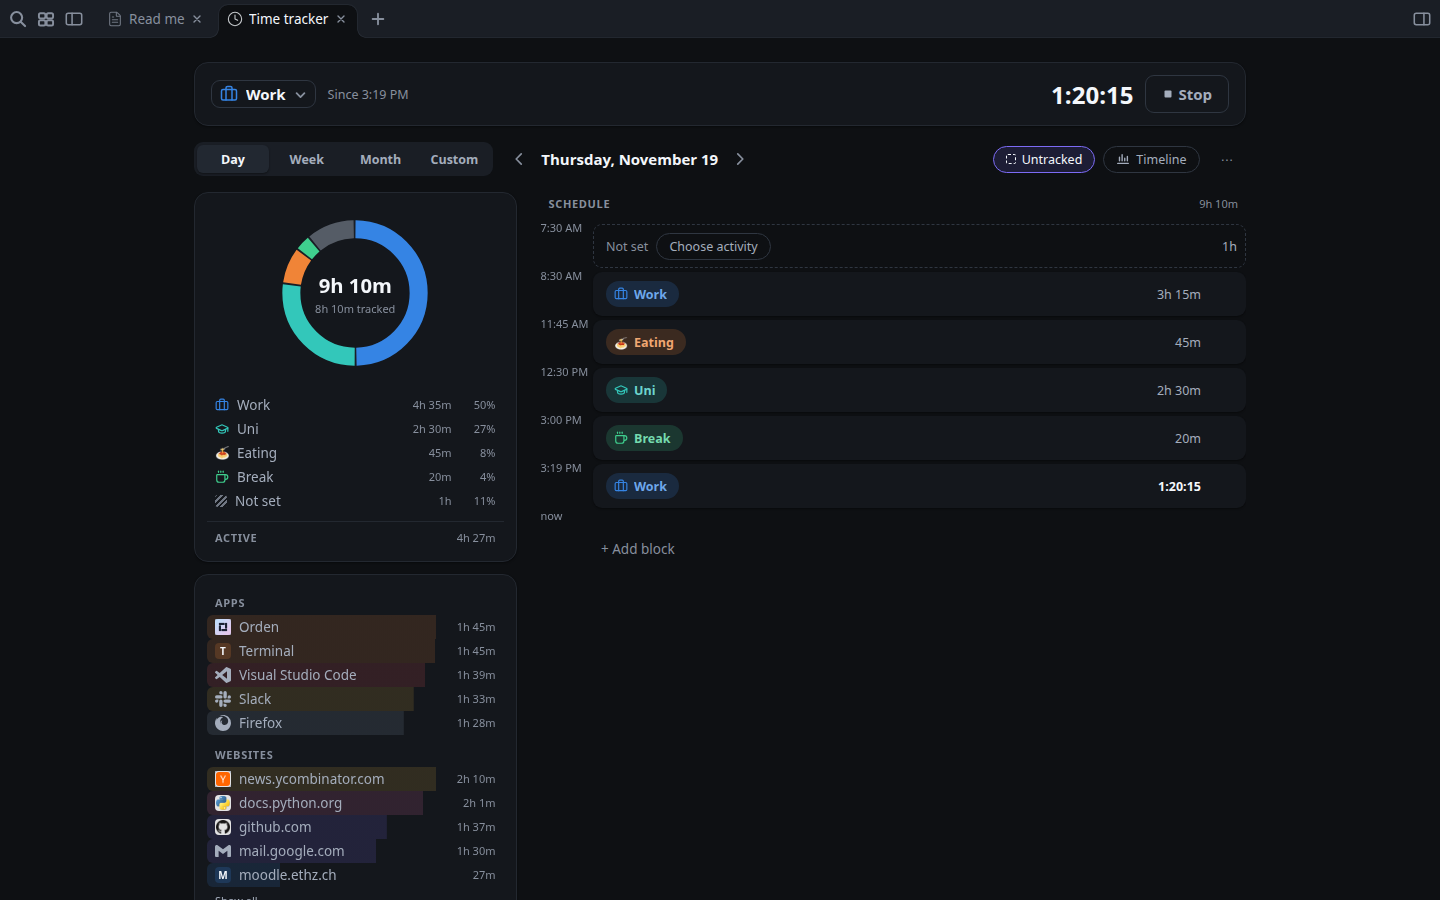 Read me
Time tracker
Work
Since 3:19 PM
1:20:15
Stop
Day
Week
Month
Custom
Thursday, November 19
Untracked
Timeline
9h 10m
8h 10m tracked
Work 4h 35m 50%
Uni 2h 30m 27%
Eating 45m 8%
Break 20m 4%
Not set 1h 11%
ACTIVE 4h 27m
APPS
Orden 1h 45m
T Terminal 1h 45m
Visual Studio Code 1h 39m
Slack 1h 33m
Firefox 1h 28m
WEBSITES
Y news.ycombinator.com 2h 10m
docs.python.org 2h 1m
github.com 1h 37m
mail.google.com 1h 30m
M moodle.ethz.ch 27m
SCHEDULE 9h 10m
7:30 AM
Not set Choose activity 1h
8:30 AM
Work 3h 15m
11:45 AM
Eating 45m
12:30 PM
Uni 2h 30m
3:00 PM
Break 20m
3:19 PM
Work 1:20:15
now
+ Add block